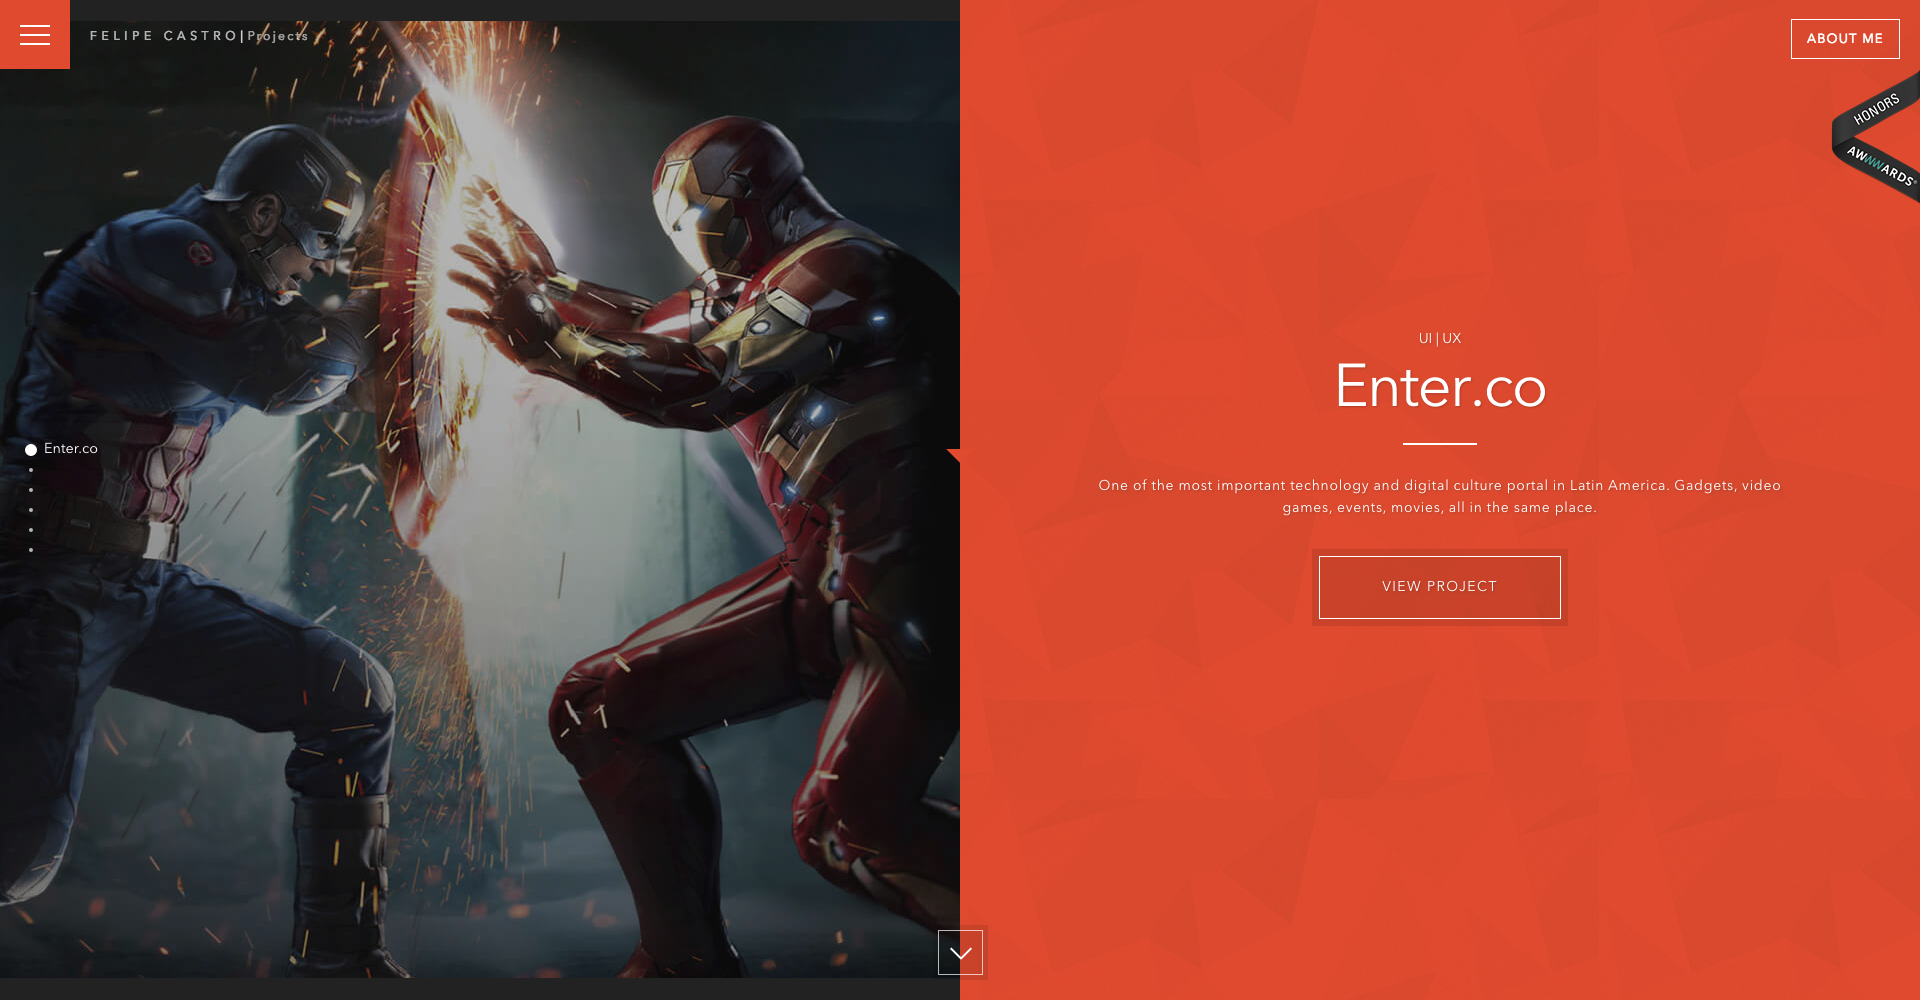 FELIPE CASTRO|Projects
ABOUT ME
HONORS
AWWWARDS
UI | UX
Enter.co
Enter.co
One of the most important technology and digital culture portal in Latin America. Gadgets, video
games, events, movies, all in the same place.
VIEW PROJECT